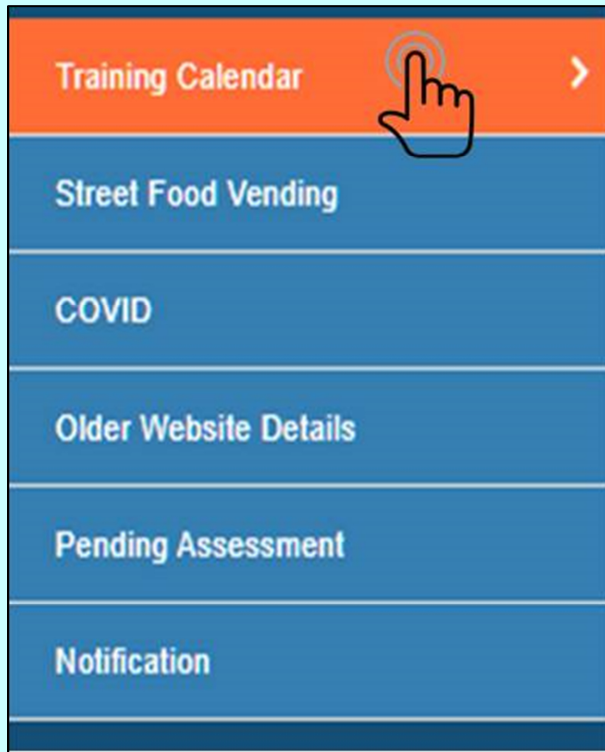 Training Calendar
Street Food Vending
COVID
Older Website Details
Pending Assessment
Notification